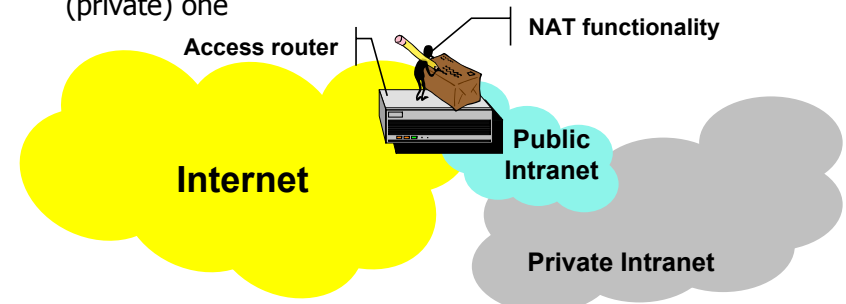 (private) one
Access router
NAT functionality
Public
Intranet
Internet
Private Intranet